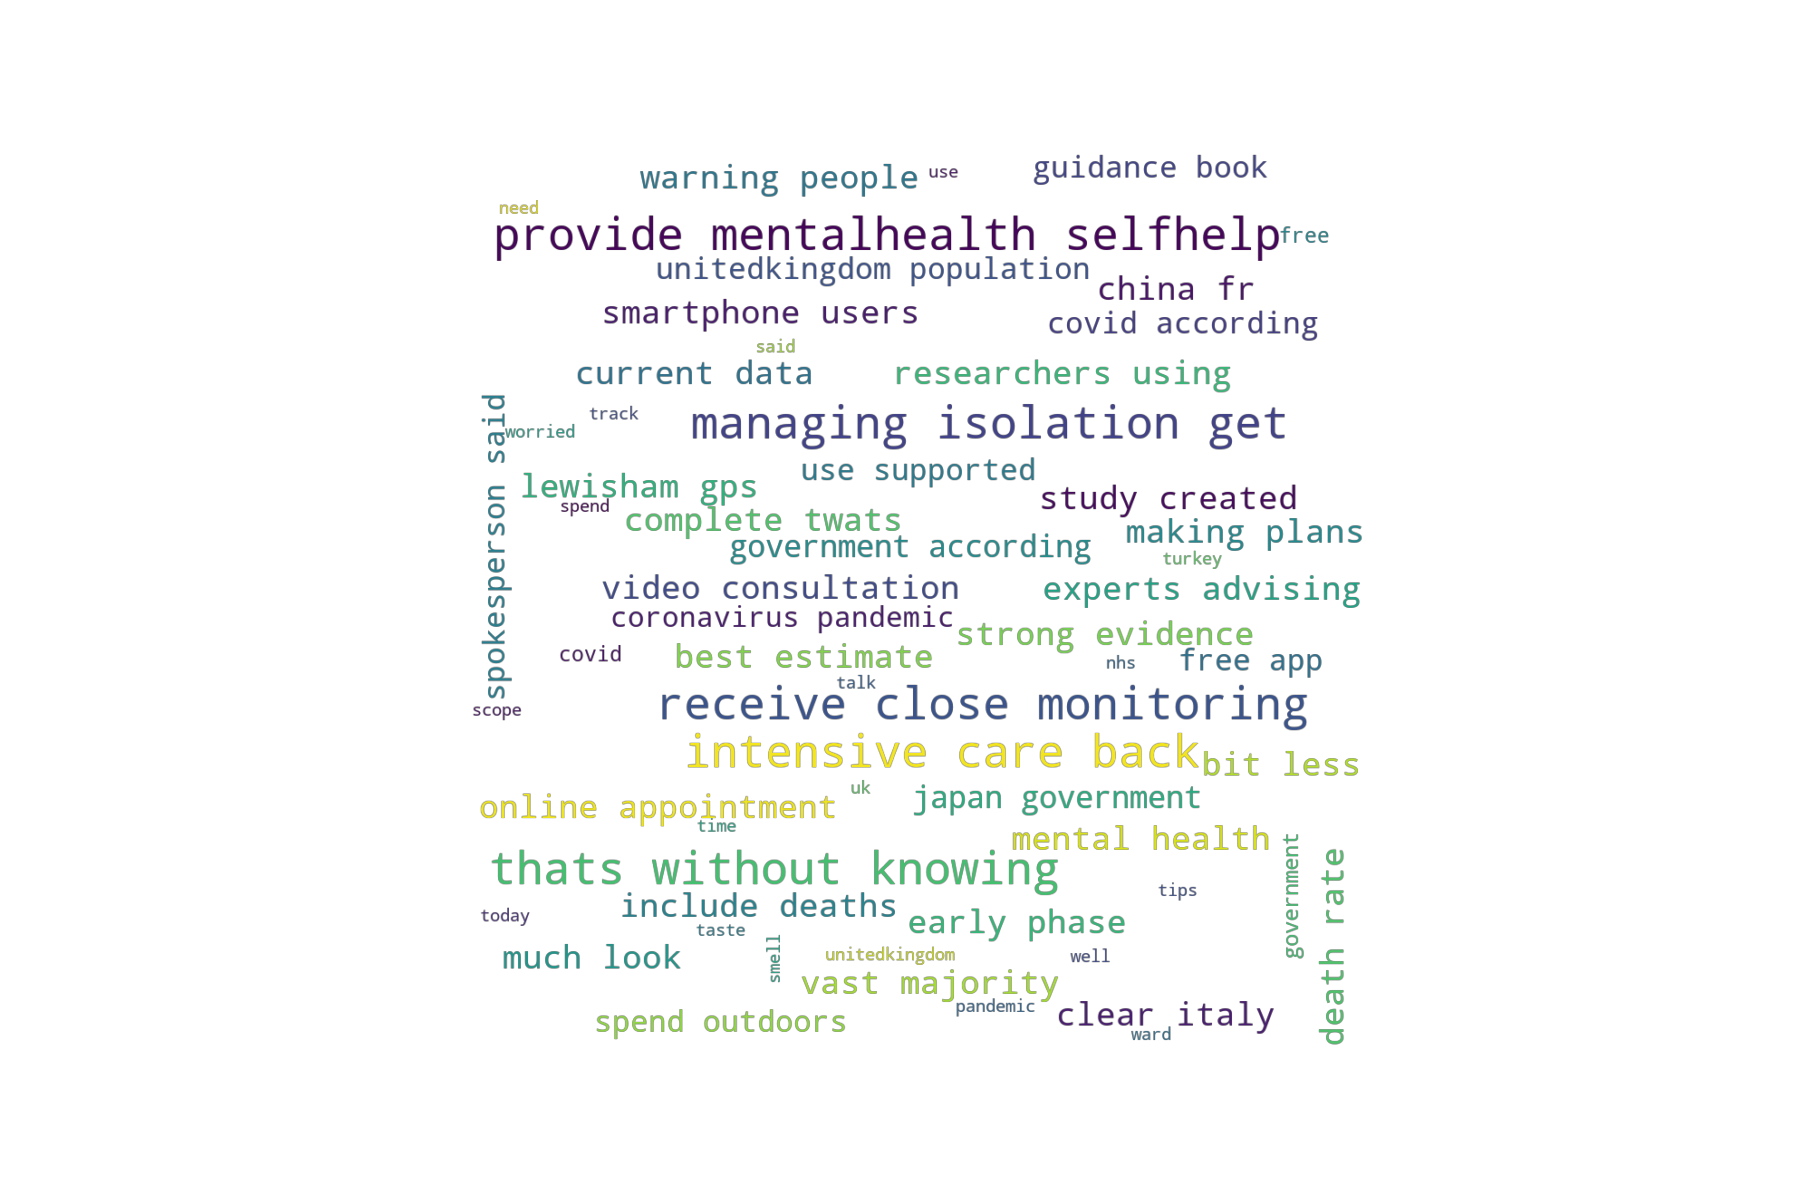 warning people
use
guidance book
need
provide mentalhealth selfhelp
free
unitedkingdom population
china fr
smartphone users
covid according
said
current data
researchers using
track
managing isolation get
worried
spokesperson said
use supported
lewisham gps
study created
spend
complete twats
making plans
government according
turkey
video consultation
experts advising
coronavirus pandemic
strong evidence
covid
best estimate
nhs
free app
talk
receive close monitoring
scope
intensive care back
bit less
uk
japan government
online appointment
time
mental health
thats without knowing
government
death rate
tips
include deaths
today
early phase
taste
much look
smell
unitedkingdom
well
vast majority
pandemic
clear italy
spend outdoors
ward